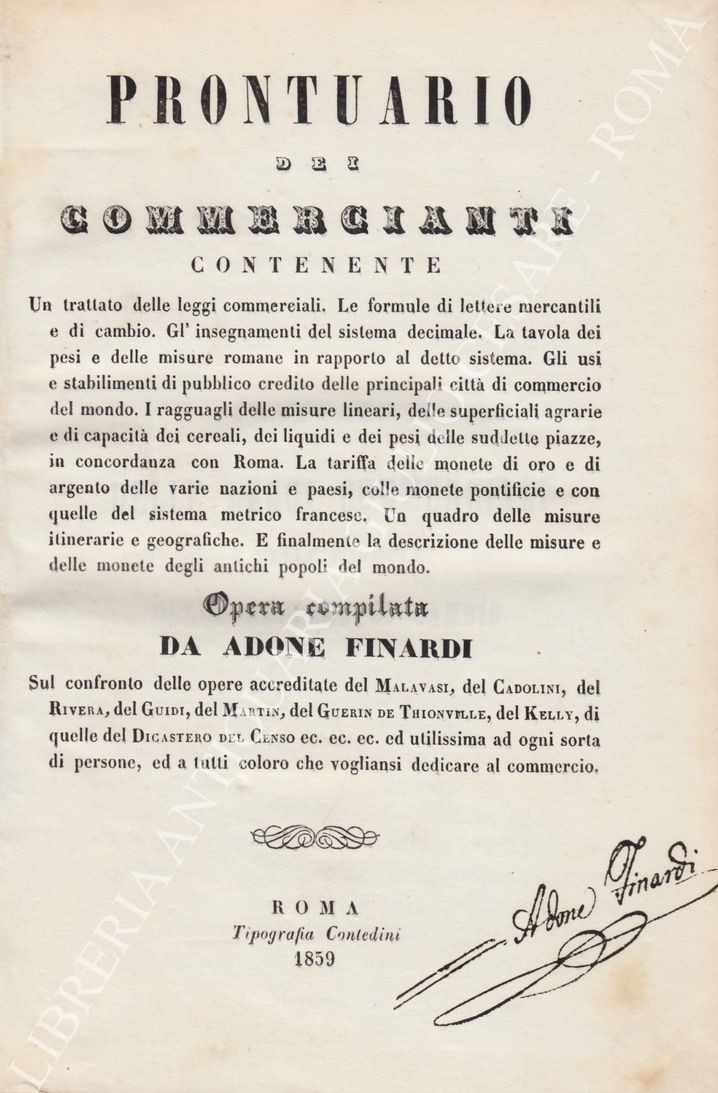 PRONTUARIO
DEI
COMMERCIANTI
CONTENENTE
Un trattato delle leggi commerciali. Le formule di lettere mercantili
e di cambio. Gl' insegnamenti del sistema decimale. La tavola dei
pesi e delle misure romane in rapporto al detto sistema. Gli usi
e stabilimenti di pubblico credito delle principali città di commercio
del mondo. I ragguagli delle misure lineari, delle superficiali agrarie
e di capacità dei cereali, dei liquidi e dei pesi delle suddette piazze,
in concordanza con Roma. La tariffa delle monete di oro e di
argento delle varie nazioni e paesi, colle monete pontificie e con
quelle del sistema metrico francese. Un quadro delle misure
itinerarie e geografiche. E finalmente la descrizione delle misure e
delle monete degli antichi popoli del mondo.
Opera compilata
DA ADONE FINARDI
Sul confronto delle opere accreditate del MALAVASI, del CADOLINI, del
RIVERA, del GUIDI, del MARTIN, del GUERIN DE THIONVILLE, del KELLY, di
quelle del DICASTERO DEL CENSO ec. ec. ec. ed utilissima ad ogni sorta
di persone, ed a tutti coloro che vogliansi dedicare al commercio.
ROMA
Tipografia Contedini
1859
Adone Finardi